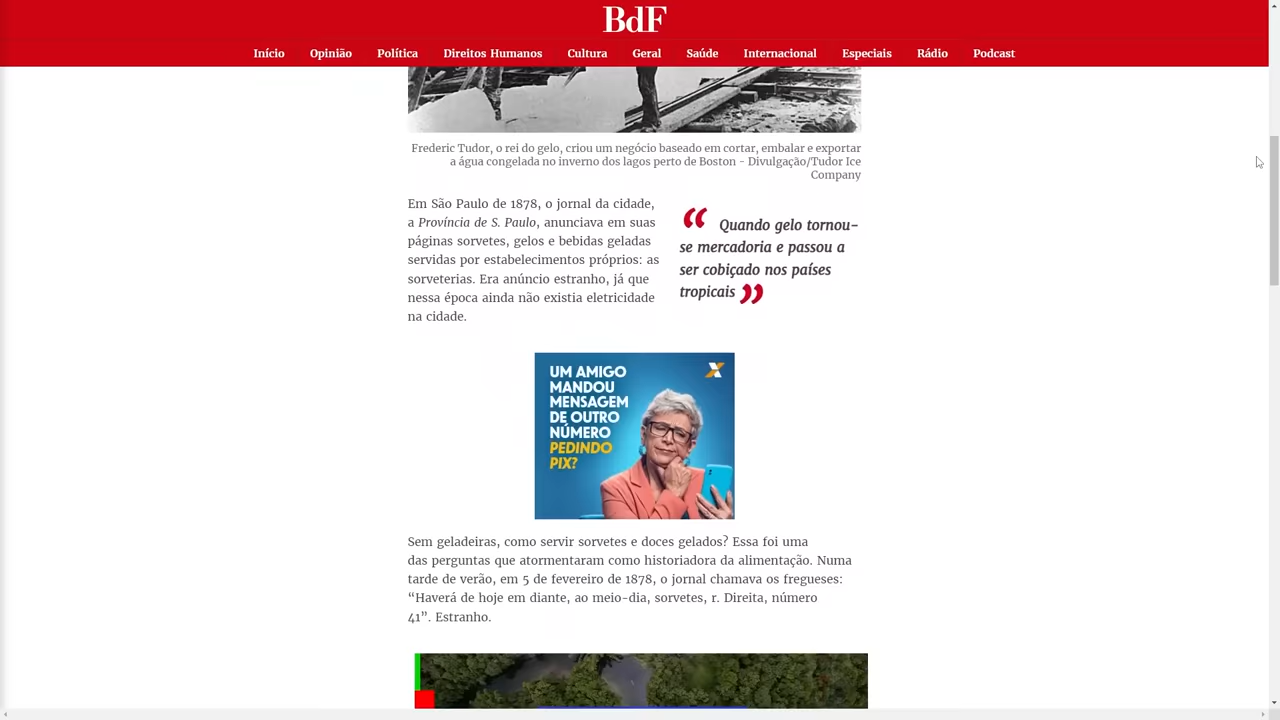 BdF
Início Opinião Política Direitos Humanos Cultura Geral Saúde Internacional Especiais Rádio Podcast
Frederic Tudor, o rei do gelo, criou um negócio baseado em cortar, embalar e exportar
a água congelada no inverno dos lagos perto de Boston - Divulgação/Tudor Ice
Company
Em São Paulo de 1878, o jornal da cidade,
a Província de S. Paulo, anunciava em suas
páginas sorvetes, gelos e bebidas geladas
servidas por estabelecimentos próprios: as
sorveterias. Era anúncio estranho, já que
nessa época ainda não existia eletricidade
na cidade.
“ Quando gelo tornou-
se mercadoria e passou a
ser cobiçado nos países
tropicais ”
UM AMIGO
MANDOU
MENSAGEM
DE OUTRO
NÚMERO
PEDINDO
PIX?
X
Sem geladeiras, como servir sorvetes e doces gelados? Essa foi uma
das perguntas que atormentaram como historiadora da alimentação. Numa
tarde de verão, em 5 de fevereiro de 1878, o jornal chamava os fregueses:
“Haverá de hoje em diante, ao meio-dia, sorvetes, r. Direita, número
41”. Estranho.